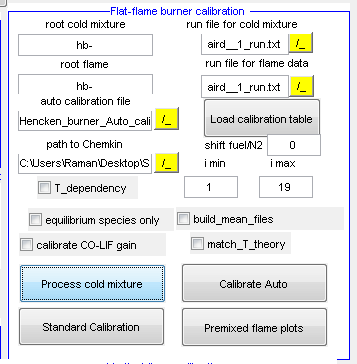 Flat-flame burner calibration
root cold mixture run file for cold mixture
hb- aird__1_run.txt /_
root flame run file for flame data
hb- aird__1_run.txt /_
auto calibration file
Hencken_burner_Auto_cali /_ Load calibration table
path to Chemkin shift fuel/N2 0
C:\Users\Raman\Desktop\S /_ i min i max
T_dependency 1 19
equilibrium species only build_mean_files
calibrate CO-LIF gain match_T_theory
Process cold mixture Calibrate Auto
Standard Calibration Premixed flame plots